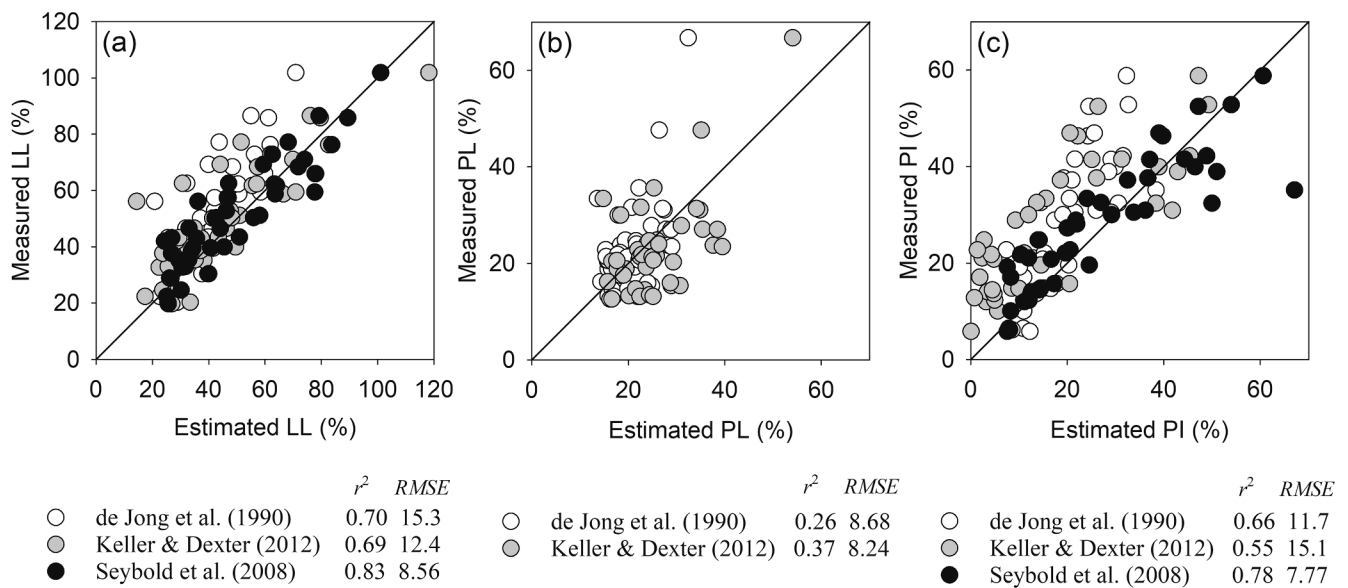 (a)
120
100
80
60
40
20
0
Measured LL (%)
0 20 40 60 80 100 120
Estimated LL (%)
r² RMSE
de Jong et al. (1990) 0.70 15.3
Keller & Dexter (2012) 0.69 12.4
Seybold et al. (2008) 0.83 8.56
(b)
60
40
20
0
Measured PL (%)
0 20 40 60
Estimated PL (%)
r² RMSE
de Jong et al. (1990) 0.26 8.68
Keller & Dexter (2012) 0.37 8.24
(c)
60
40
20
0
Measured PI (%)
0 20 40 60
Estimated PI (%)
r² RMSE
de Jong et al. (1990) 0.66 11.7
Keller & Dexter (2012) 0.55 15.1
Seybold et al. (2008) 0.78 7.77